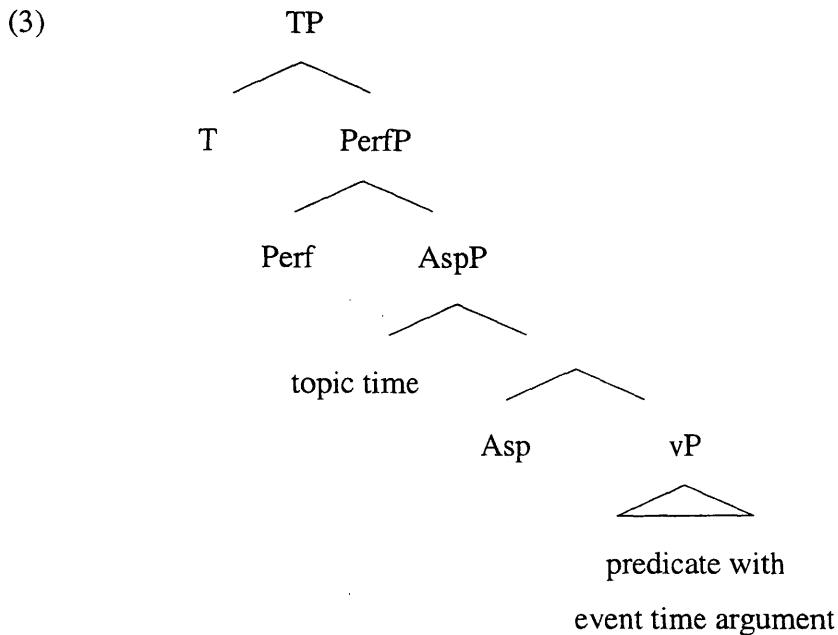 (3) TP
T PerfP
Perf AspP
topic time
Asp vP
predicate with
event time argument